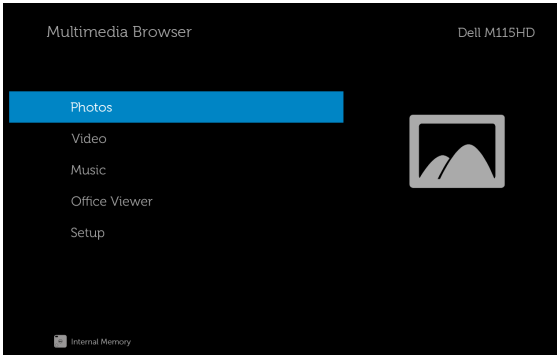 Multimedia Browser
Dell M115HD
Photos
Video
Music
Office Viewer
Setup
Internal Memory